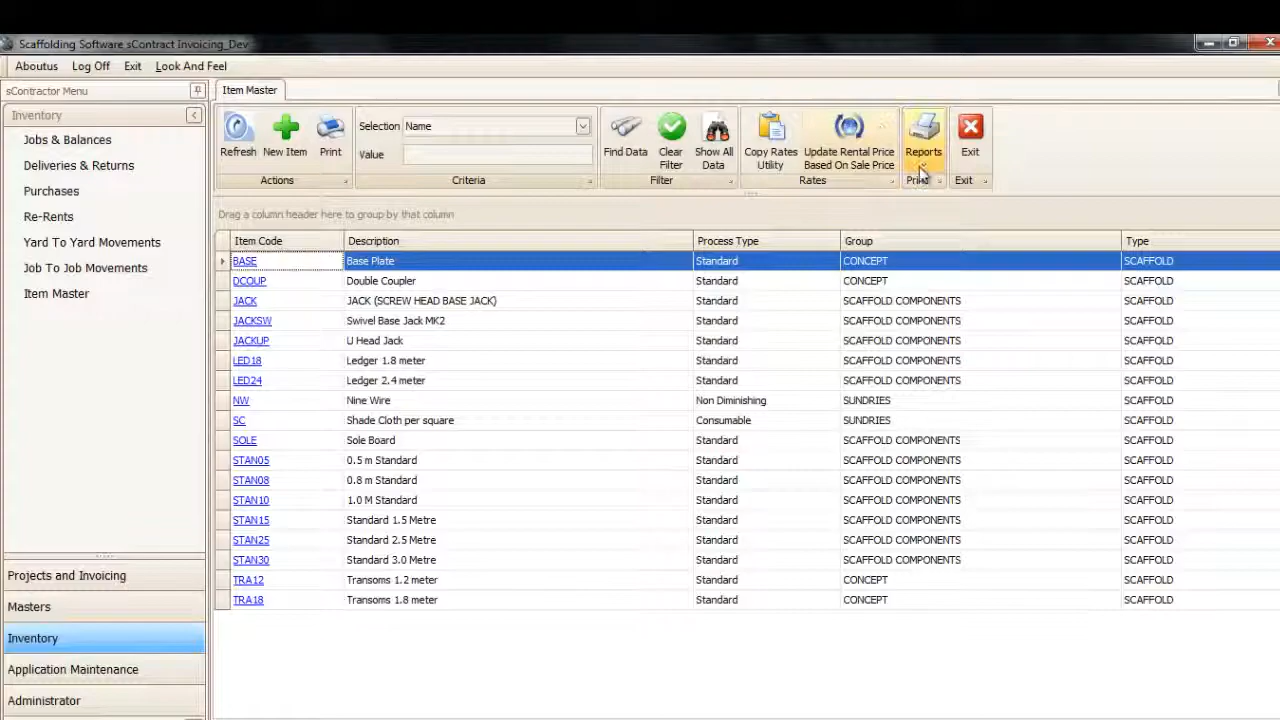 Scaffolding Software sContract Invoicing_Dev
Aboutus Log Off Exit Look And Feel
sContractor Menu
Inventory
Jobs & Balances
Deliveries & Returns
Purchases
Re-Rents
Yard To Yard Movements
Job To Job Movements
Item Master
Projects and Invoicing
Masters
Inventory
Application Maintenance
Administrator
Item Master
Refresh New Item Print
Actions
Selection Name
Value
Criteria
Find Data Clear Filter Show All Data
Filter
Copy Rates Utility Update Rental Price Based On Sale Price
Rates
Reports
Print
Exit
Exit
Drag a column header here to group by that column
Item Code Description Process Type Group Type
BASE Base Plate Standard CONCEPT SCAFFOLD
DCOUP Double Coupler Standard CONCEPT SCAFFOLD
JACK JACK (SCREW HEAD BASE JACK) Standard SCAFFOLD COMPONENTS SCAFFOLD
JACKSW Swivel Base Jack MK2 Standard SCAFFOLD COMPONENTS SCAFFOLD
JACKUP U Head Jack Standard SCAFFOLD COMPONENTS SCAFFOLD
LED18 Ledger 1.8 meter Standard SCAFFOLD COMPONENTS SCAFFOLD
LED24 Ledger 2.4 meter Standard SCAFFOLD COMPONENTS SCAFFOLD
NW Nine Wire Non Diminishing SUNDRIES SCAFFOLD
SC Shade Cloth per square Consumable SUNDRIES SCAFFOLD
SOLE Sole Board Standard SCAFFOLD COMPONENTS SCAFFOLD
STAN05 0.5 m Standard Standard SCAFFOLD COMPONENTS SCAFFOLD
STAN08 0.8 m Standard Standard SCAFFOLD COMPONENTS SCAFFOLD
STAN10 1.0 M Standard Standard SCAFFOLD COMPONENTS SCAFFOLD
STAN15 Standard 1.5 Metre Standard SCAFFOLD COMPONENTS SCAFFOLD
STAN25 Standard 2.5 Metre Standard SCAFFOLD COMPONENTS SCAFFOLD
STAN30 Standard 3.0 Metre Standard SCAFFOLD COMPONENTS SCAFFOLD
TRA12 Transoms 1.2 meter Standard CONCEPT SCAFFOLD
TRA18 Transoms 1.8 meter Standard CONCEPT SCAFFOLD